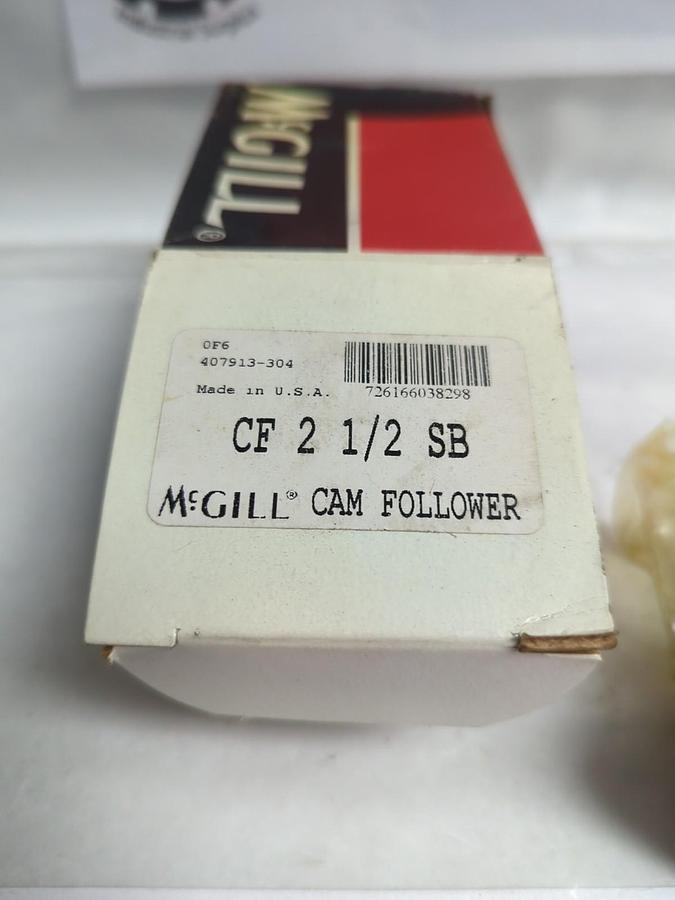 McGILL®
0F6
407913-304
Made in U.S.A.
726166038298
CF 2 1/2 SB
McGILL® CAM FOLLOWER